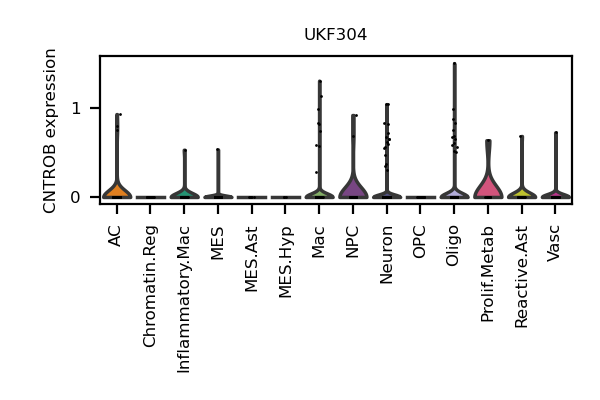 UKF304
CNTROB expression
1
0
AC
Chromatin.Reg
Inflammatory.Mac
MES
MES.Ast
MES.Hyp
Mac
NPC
Neuron
OPC
Oligo
Prolif.Metab
Reactive.Ast
Vasc